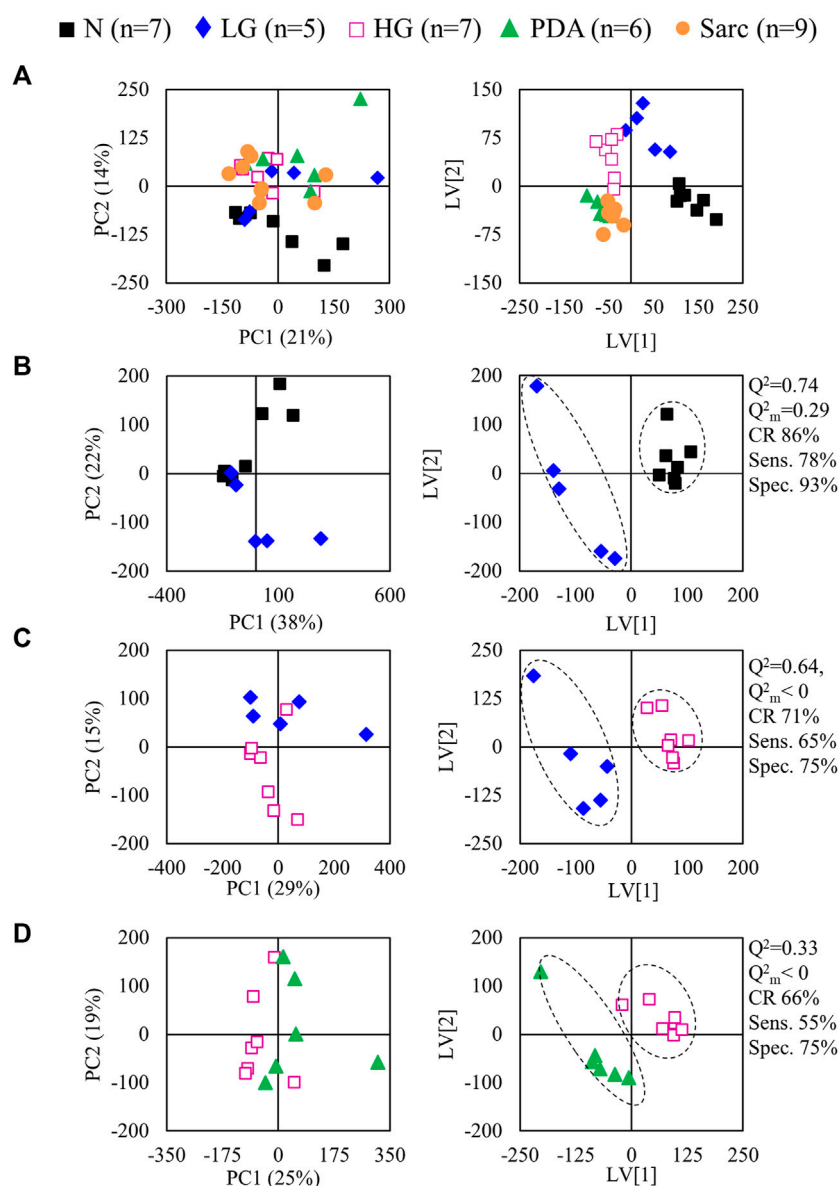 N (n=7) LG (n=5) HG (n=7) PDA (n=6) Sarc (n=9)
A
250
125
0
-125
-250
PC2 (14%)
-300 -150 0 150 300
PC1 (21%)
150
75
0
-75
-150
LV[2]
-250 -150 -50 50 150 250
LV[1]
B
200
100
0
-100
-200
PC2 (22%)
-400 100 600
PC1 (38%)
200
100
0
-100
-200
LV[2]
-200 -100 0 100 200
LV[1]
Q²=0.74
Q²m=0.29
CR 86%
Sens. 78%
Spec. 93%
C
200
100
0
-100
-200
PC2 (15%)
-400 -200 0 200 400
PC1 (29%)
250
125
0
-125
-250
LV[2]
-200 -100 0 100 200
LV[1]
Q²=0.64,
Q²m< 0
CR 71%
Sens. 65%
Spec. 75%
D
200
100
0
-100
-200
PC2 (19%)
-350 -175 0 175 350
PC1 (25%)
200
100
0
-100
-200
LV[2]
-250 -125 0 125 250
LV[1]
Q²=0.33
Q²m< 0
CR 66%
Sens. 55%
Spec. 75%